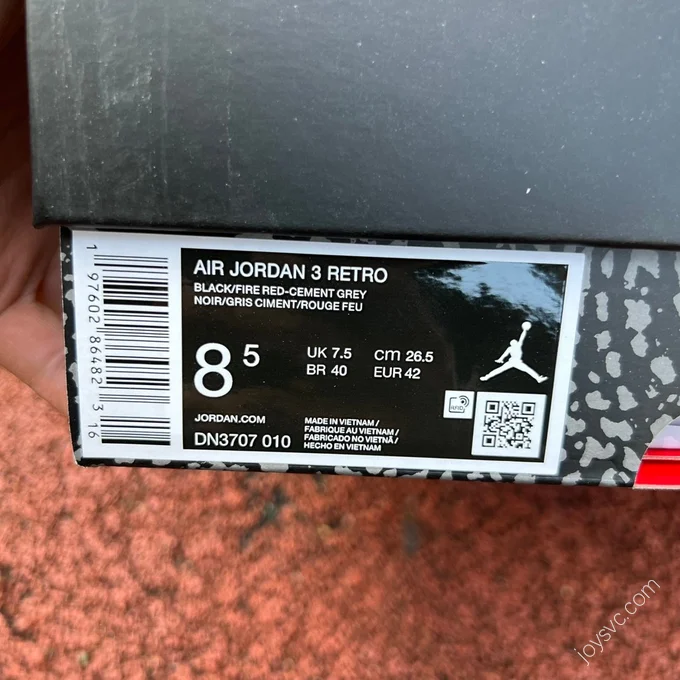 AIR JORDAN 3 RETRO
BLACK/FIRE RED-CEMENT GREY
NOIR/GRIS CIMENT/ROUGE FEU
8 5
UK 7.5 cm 26.5
BR 40 EUR 42
JORDAN.COM
DN3707 010
MADE IN VIETNAM /
FABRIQUE AU VIETNAM /
FABRICADO NO VIETNÃ /
HECHO EN VIETNAM
RFID
1 97602 86482 3 16
joysvc.com